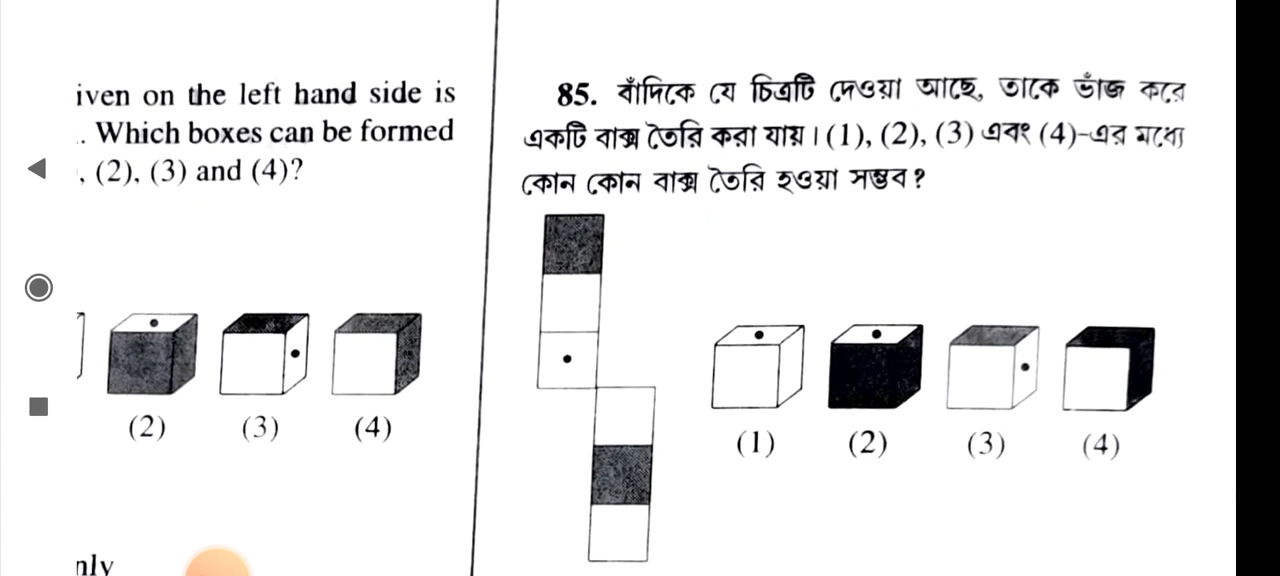 iven on the left hand side is
. Which boxes can be formed
, (2), (3) and (4)?
(2) (3) (4)
nly
85. বাঁদিকে যে চিত্রটি দেওয়া আছে, তাকে ভাঁজ করে
একটি বাক্স তৈরি করা যায়। (1), (2), (3) এবং (4)-এর মধ্যে
কোন কোন বাক্স তৈরি হওয়া সম্ভব?
(1) (2) (3) (4)